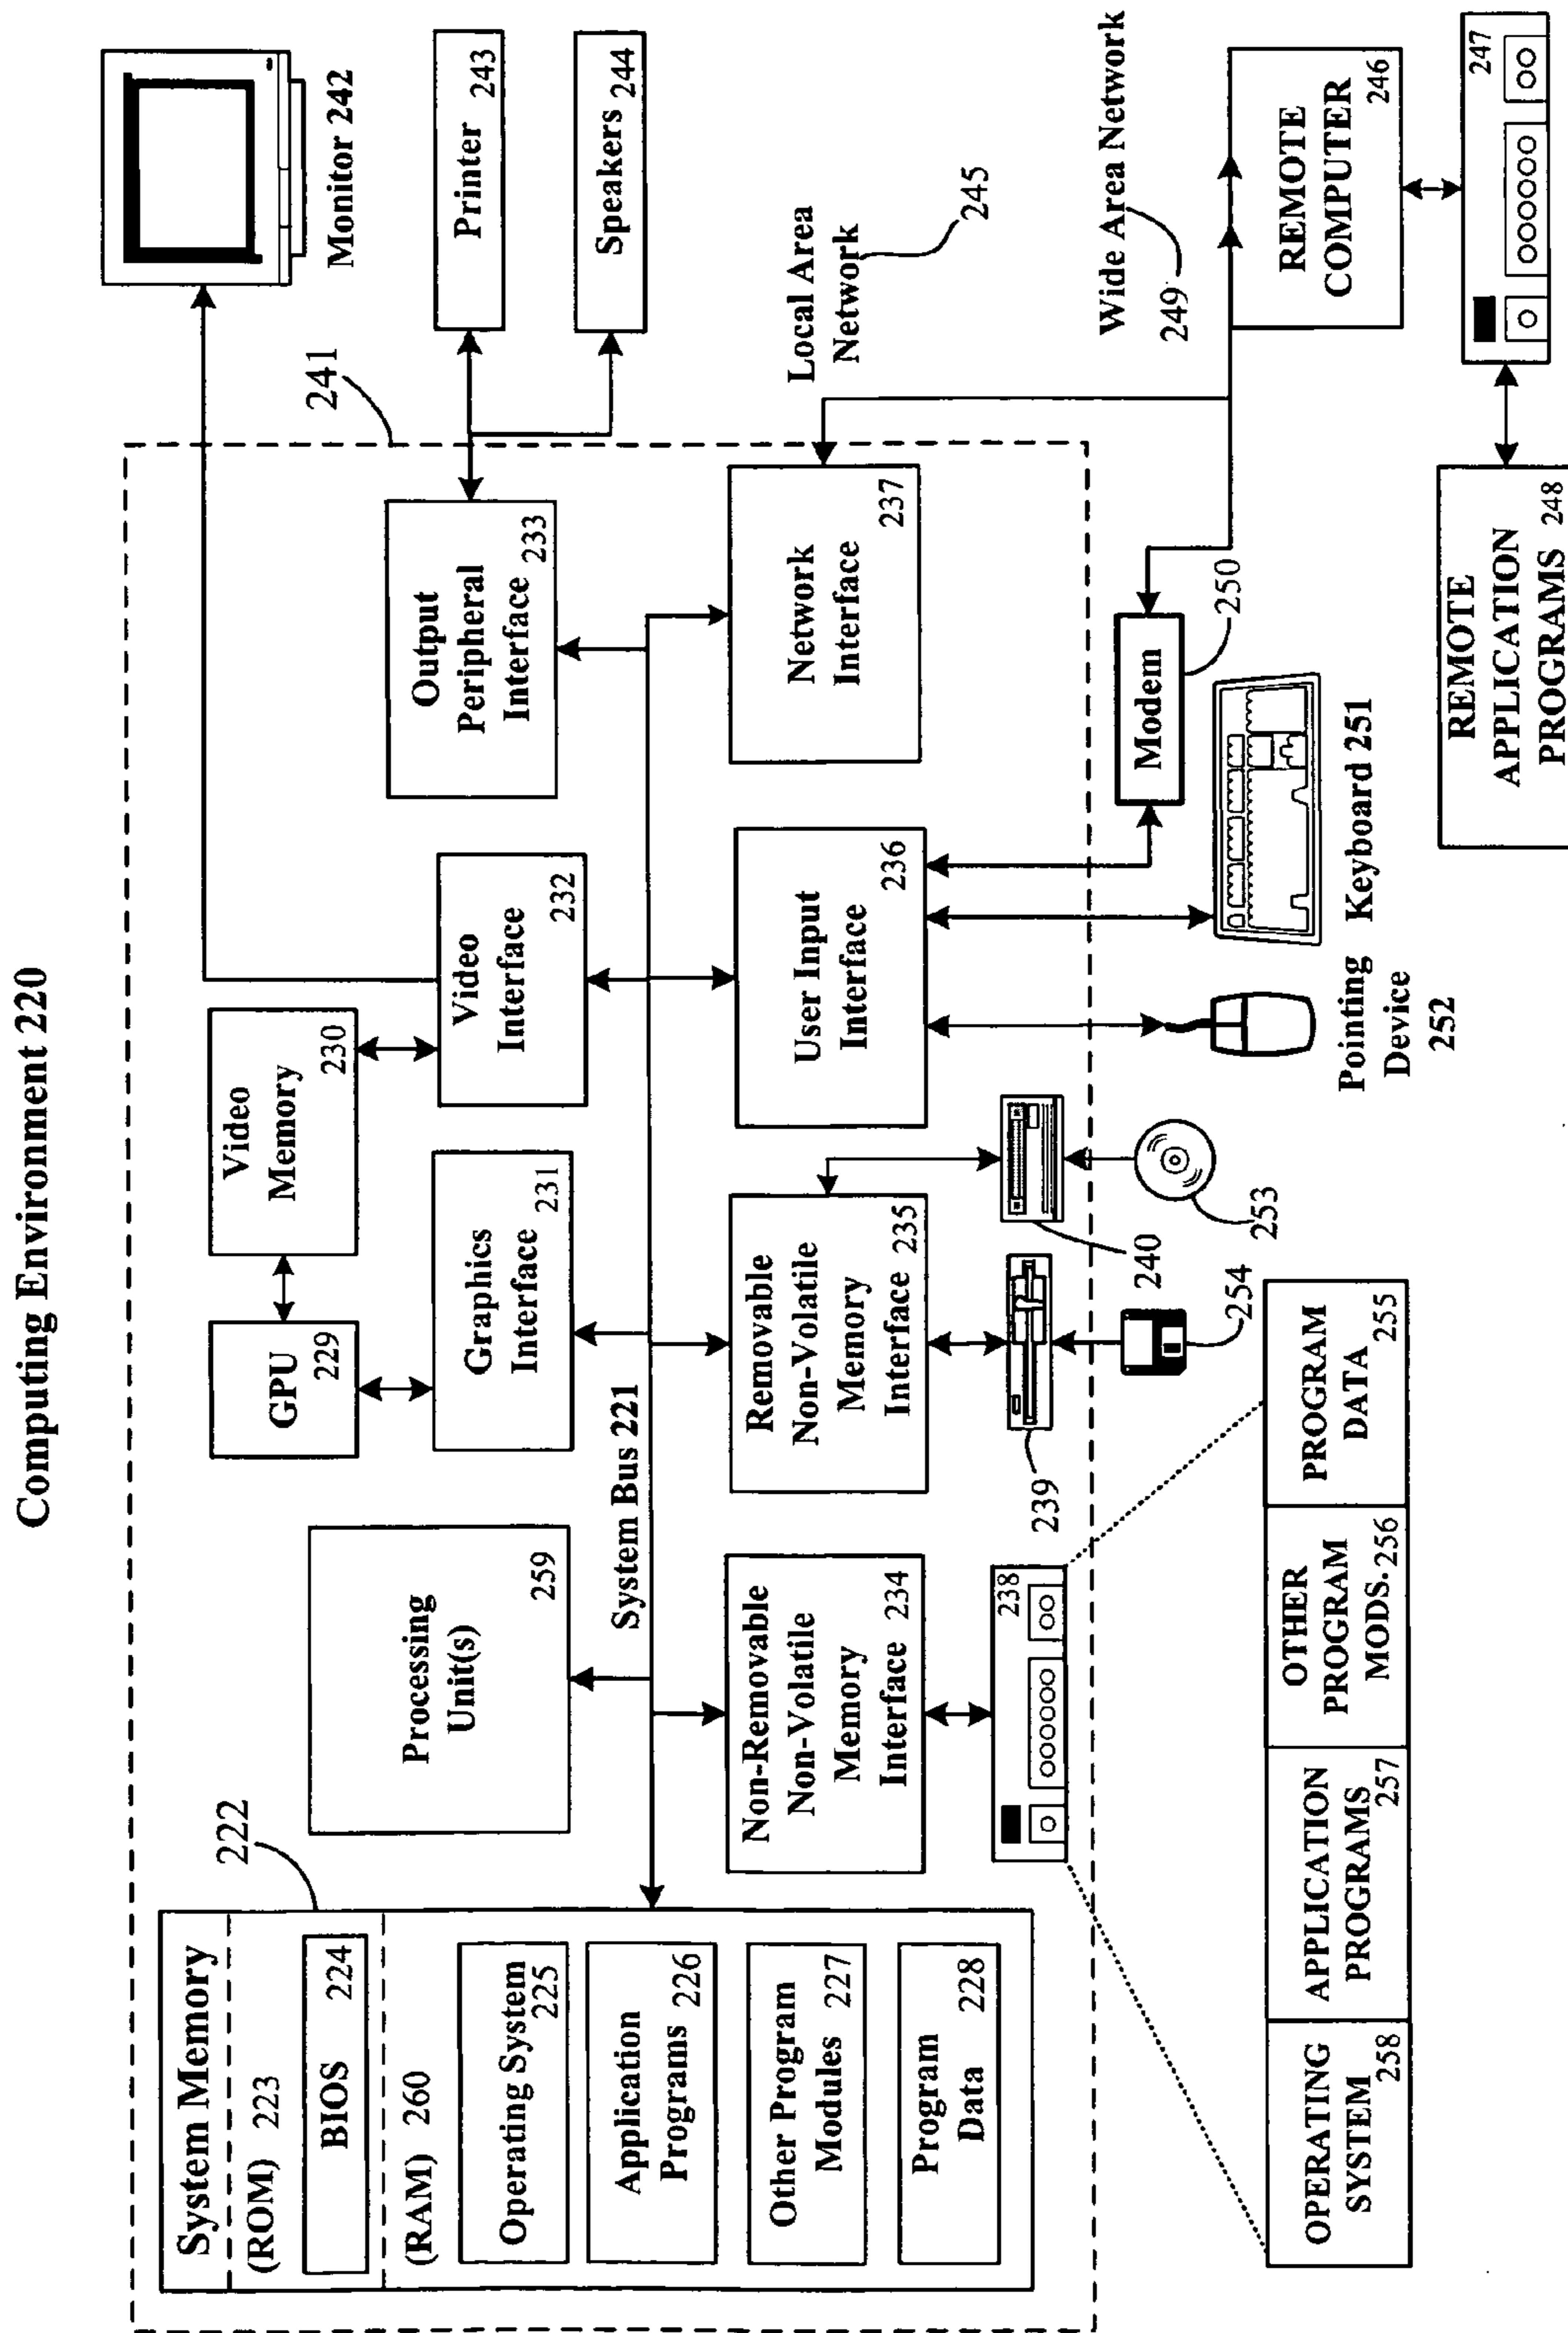 Computing Environment 220
System Memory
222
(ROM) 223
BIOS 224
(RAM) 260
Operating System
225
Application
Programs 226
Other Program
Modules 227
Program
Data 228
Processing
Unit(s)
259
System Bus 221
GPU
229
Video
Memory
230
Graphics
Interface
231
Video
Interface
232
Output
Peripheral
Interface
233
241
Monitor 242
Printer 243
Speakers 244
Non-Removable
Non-Volatile
Memory
Interface 234
Removable
Non-Volatile
Memory
Interface 235
User Input
Interface
236
Network
Interface
237
Local Area
Network
245
238
239
240
254
253
Pointing
Device
252
Keyboard 251
Modem
250
Wide Area Network
249
REMOTE
COMPUTER
246
247
REMOTE
APPLICATION
PROGRAMS 248
OPERATING
SYSTEM
258
APPLICATION
PROGRAMS
257
OTHER
PROGRAM
MODS. 256
PROGRAM
DATA
255